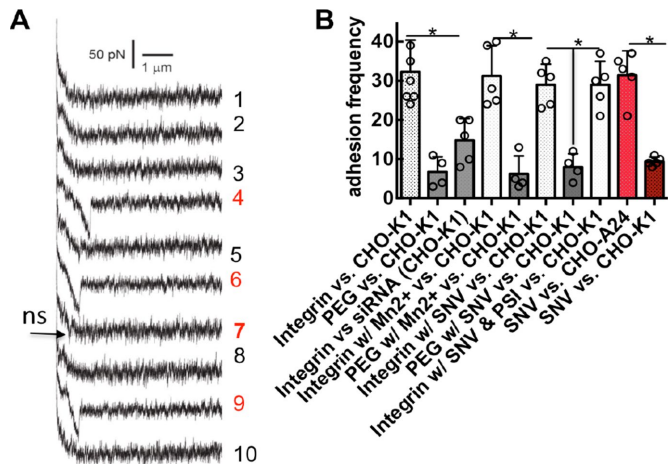 A
50 pN
1 μm
1
2
3
4
5
6
7
ns
8
9
10
B
adhesion frequency
40
30
20
10
0
*
*
*
*
Integrin vs. CHO-K1
PEG vs. CHO-K1
Integrin vs siRNA (CHO-K1)
Integrin w/ Mn2+ vs. CHO-K1
PEG w/ Mn2+ vs. CHO-K1
Integrin w/ SNV vs. CHO-K1
PEG w/ SNV vs. CHO-K1
Integrin w/ SNV & PSI vs. CHO-K1
SNV vs. CHO-A24
SNV vs. CHO-K1